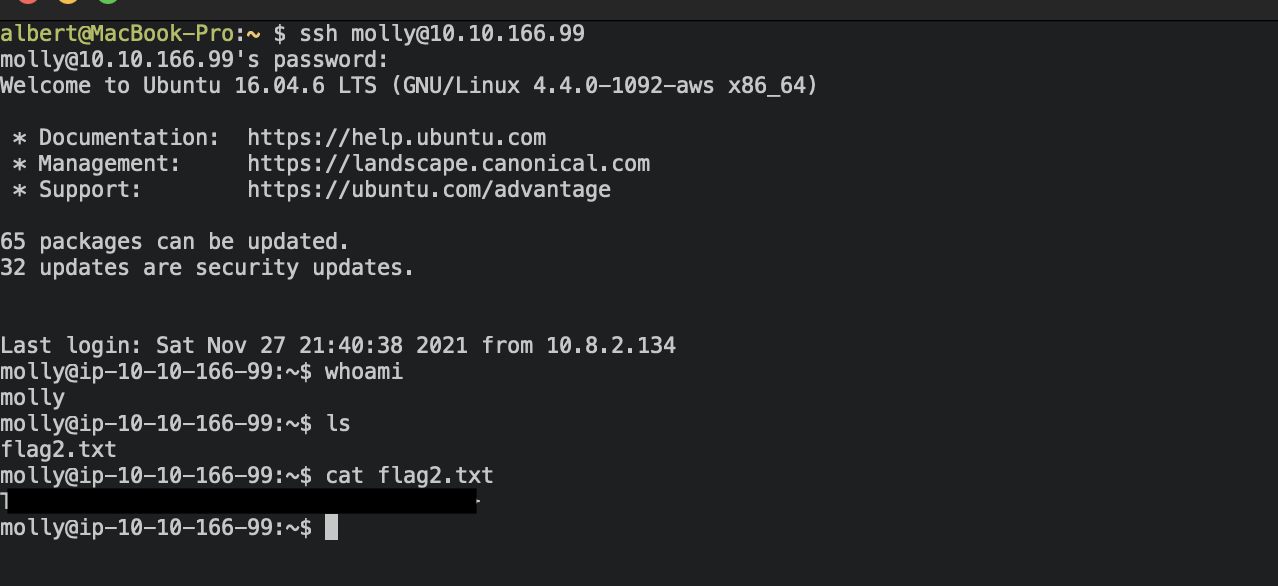 albert@MacBook-Pro:~ $ ssh molly@10.10.166.99
molly@10.10.166.99's password:
Welcome to Ubuntu 16.04.6 LTS (GNU/Linux 4.4.0-1092-aws x86_64)
* Documentation:  https://help.ubuntu.com
* Management:     https://landscape.canonical.com
* Support:        https://ubuntu.com/advantage
65 packages can be updated.
32 updates are security updates.
Last login: Sat Nov 27 21:40:38 2021 from 10.8.2.134
molly@ip-10-10-166-99:~$ whoami
molly
molly@ip-10-10-166-99:~$ ls
flag2.txt
molly@ip-10-10-166-99:~$ cat flag2.txt
molly@ip-10-10-166-99:~$